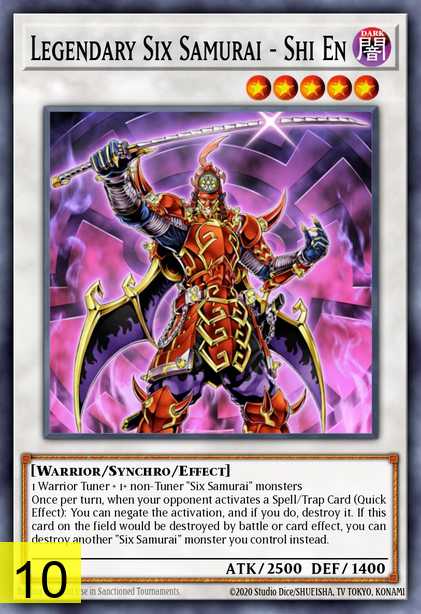 Legendary Six Samurai - Shi En
DARK
闇
[Warrior/Synchro/Effect]
1 Warrior Tuner + 1+ non-Tuner "Six Samurai" monsters
Once per turn, when your opponent activates a Spell/Trap Card (Quick
Effect): You can negate the activation, and if you do, destroy it. If this
card on the field would be destroyed by battle or card effect, you can
destroy another "Six Samurai" monster you control instead.
ATK/2500 DEF/1400
10
Use in Sanctioned Tournaments.
©2020 Studio Dice/SHUEISHA, TV TOKYO, KONAMI